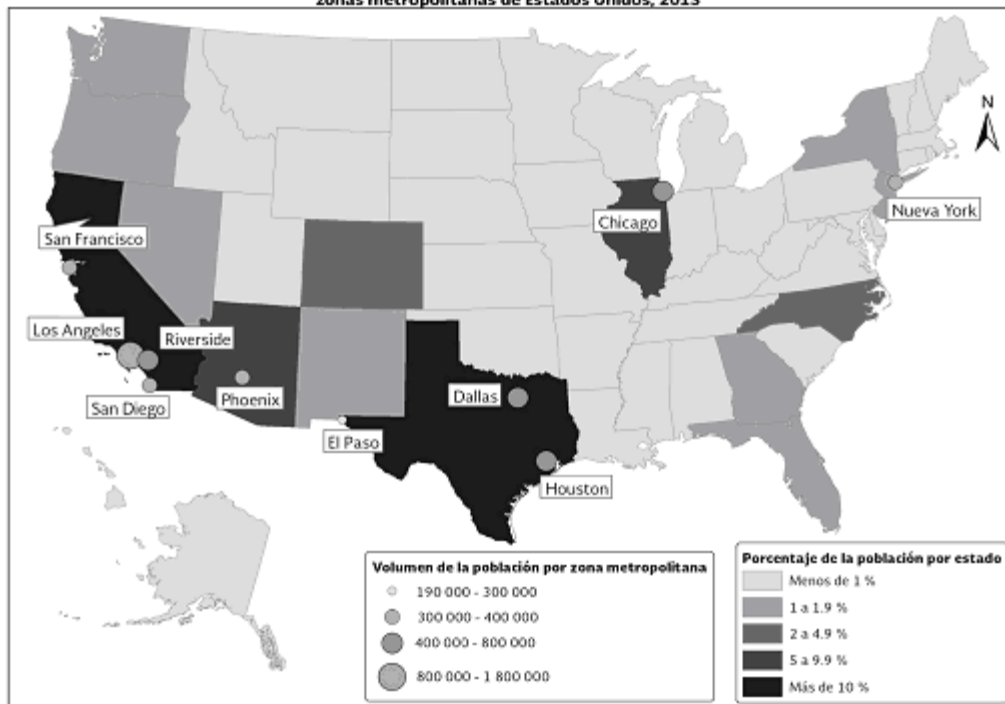 zonas metropolitanas de Estados Unidos, 2013
N
Nueva York
Chicago
San Francisco
Los Angeles
Riverside
Phoenix
San Diego
Dallas
El Paso
Houston
Volumen de la población por zona metropolitana
190 000 - 300 000
300 000 - 400 000
400 000 - 800 000
800 000 - 1 800 000
Porcentaje de la población por estado
Menos de 1 %
1 a 1.9 %
2 a 4.9 %
5 a 9.9 %
Más de 10 %